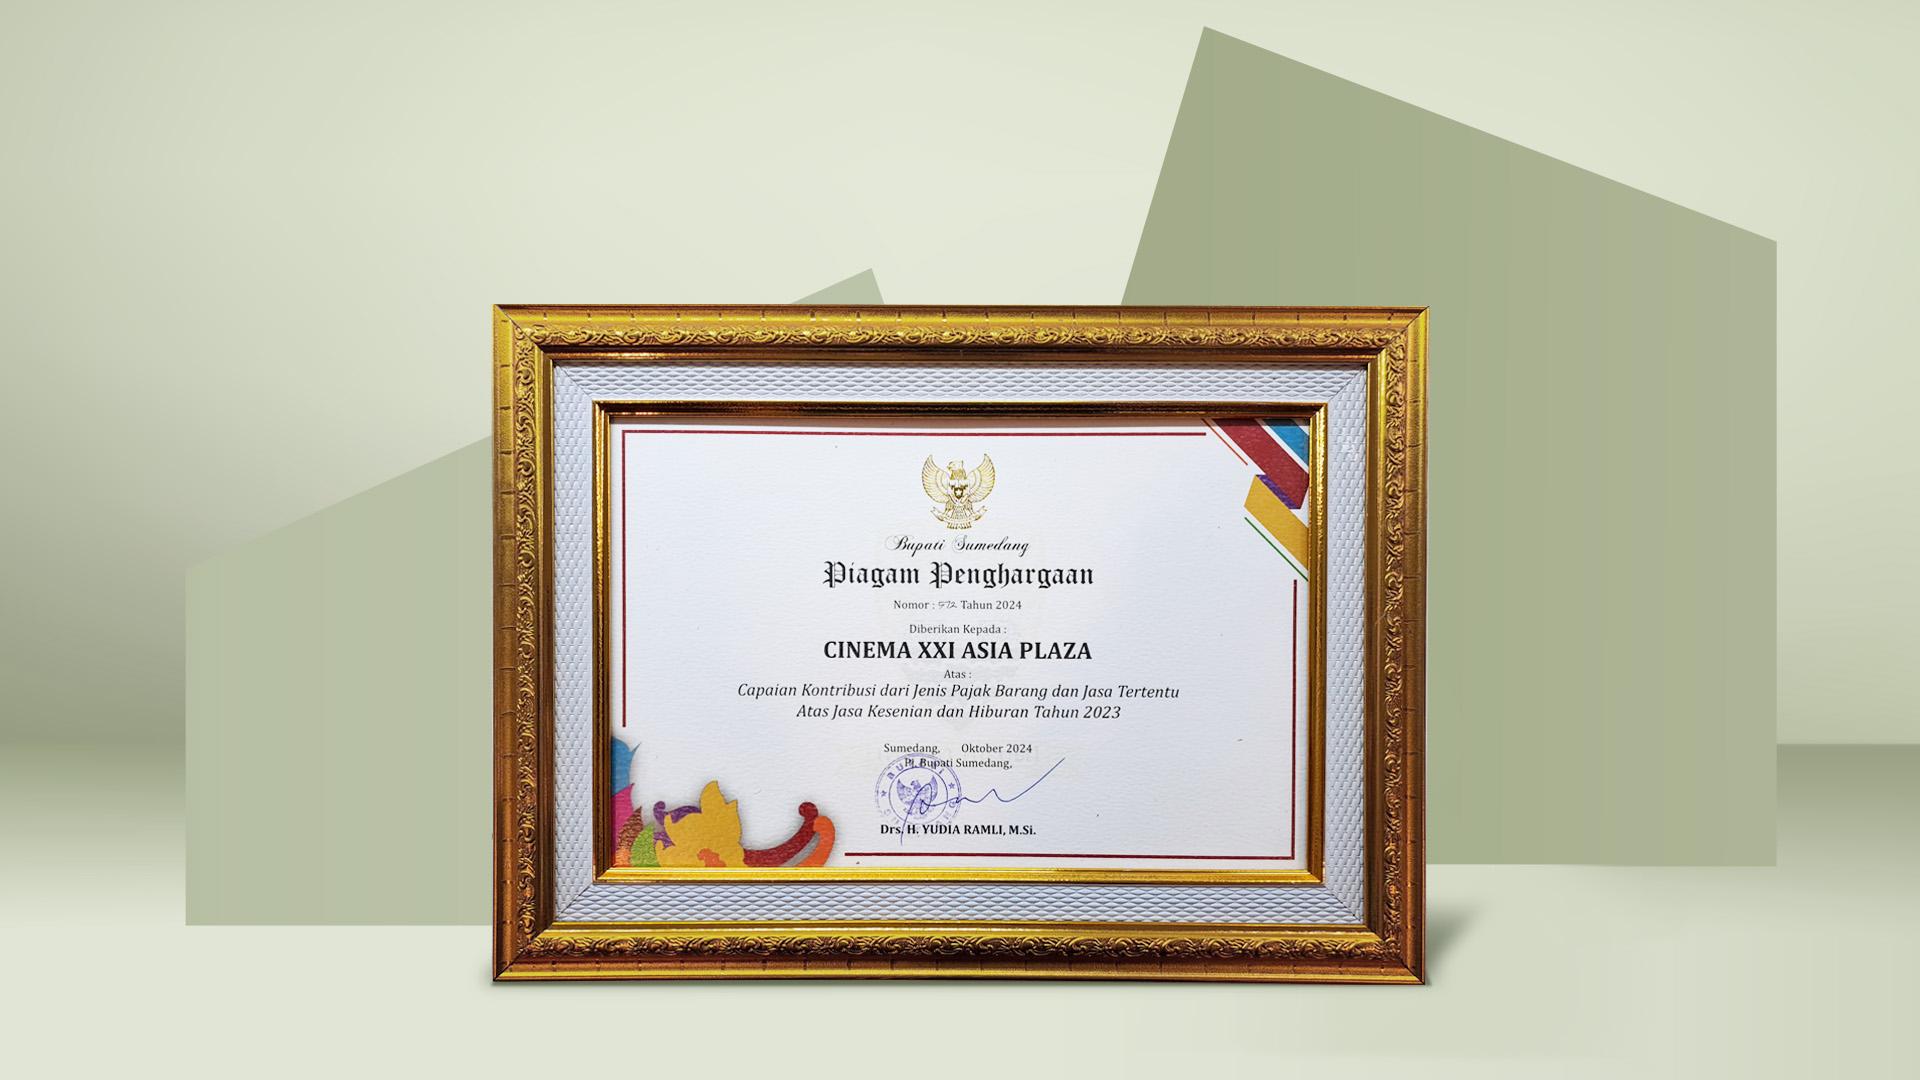 Bupati Sumedang
Piagam Penghargaan
Nomor : 572 Tahun 2024
Diberikan Kepada :
CINEMA XXI ASIA PLAZA
Atas :
Capaian Kontribusi dari Jenis Pajak Barang dan Jasa Tertentu
Atas Jasa Kesenian dan Hiburan Tahun 2023
Sumedang, Oktober 2024
Pj. Bupati Sumedang,
BUPATI
Drs. H. YUDIA RAMLI, M.Si.